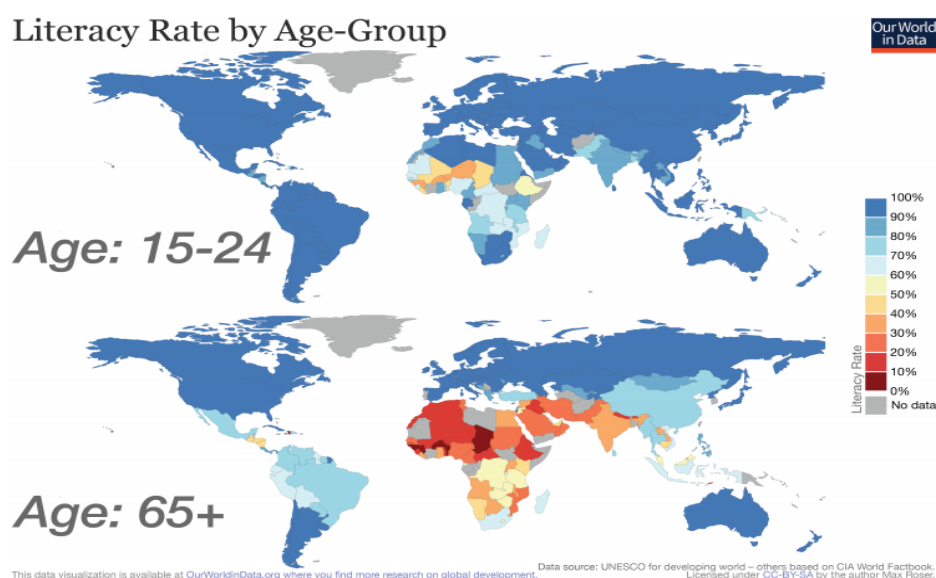 Literacy Rate by Age-Group
Our World
in Data
Age: 15-24
100%
90%
80%
70%
60%
50%
40%
30%
20%
10%
0%
No data
Literacy Rate
Age: 65+
Data source: UNESCO for developing world – others based on CIA World Factbook.
This data visualization is available at OurWorldinData.org where you find more research on global development.
Licensed under CC-BY-SA by the author Max Roser.